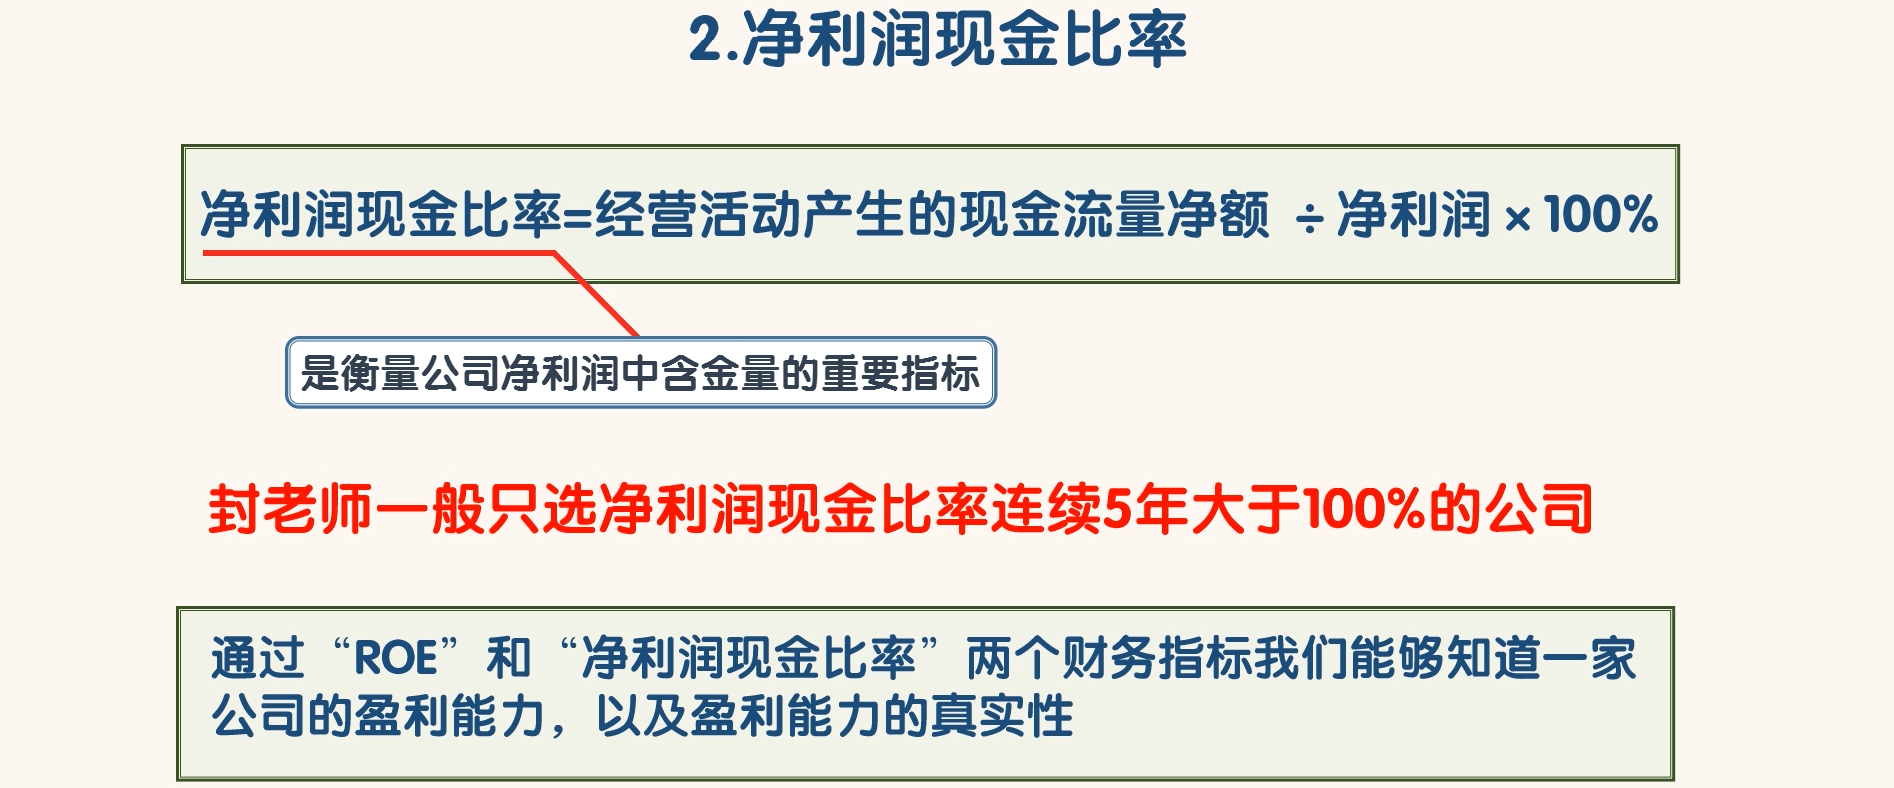 2.净利润现金比率
净利润现金比率=经营活动产生的现金流量净额 ÷ 净利润 × 100%
是衡量公司净利润中含金量的重要指标
封老师一般只选净利润现金比率连续5年大于100%的公司
通过“ROE”和“净利润现金比率”两个财务指标我们能够知道一家
公司的盈利能力，以及盈利能力的真实性